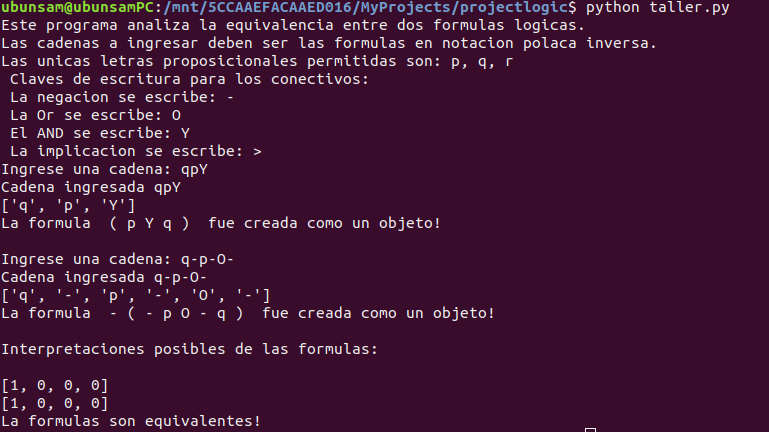 ubunsam@ubunsamPC:/mnt/5CCAAEFACAAED016/MyProjects/projectlogic$ python taller.py
Este programa analiza la equivalencia entre dos formulas logicas.
Las cadenas a ingresar deben ser las formulas en notacion polaca inversa.
Las unicas letras proposicionales permitidas son: p, q, r
 Claves de escritura para los conectivos:
 La negacion se escribe: -
 La Or se escribe: O
 El AND se escribe: Y
 La implicacion se escribe: >
Ingrese una cadena: qpY
Cadena ingresada qpY
['q', 'p', 'Y']
La formula  ( p Y q )  fue creada como un objeto!
Ingrese una cadena: q-p-O-
Cadena ingresada q-p-O-
['q', '-', 'p', '-', 'O', '-']
La formula  - ( - p O - q )  fue creada como un objeto!
Interpretaciones posibles de las formulas:
[1, 0, 0, 0]
[1, 0, 0, 0]
La formulas son equivalentes!